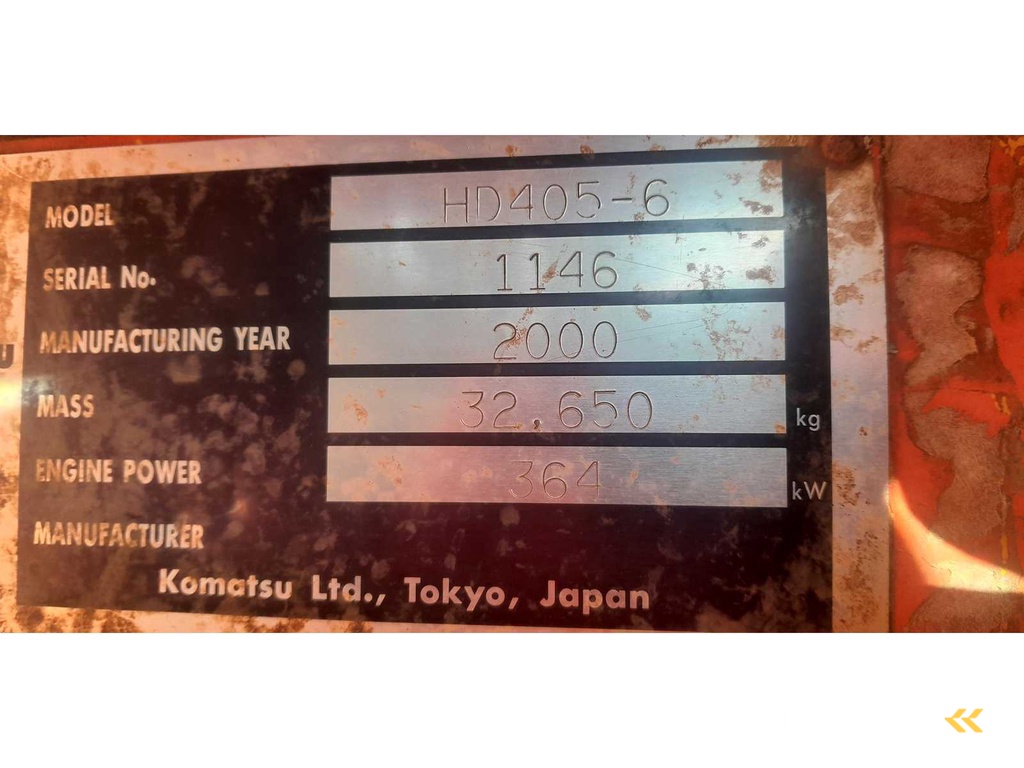 MODEL HD405-6
SERIAL No. 1146
MANUFACTURING YEAR 2000
U
MASS 32.650 kg
ENGINE POWER 364 kW
MANUFACTURER
Komatsu Ltd., Tokyo, Japan